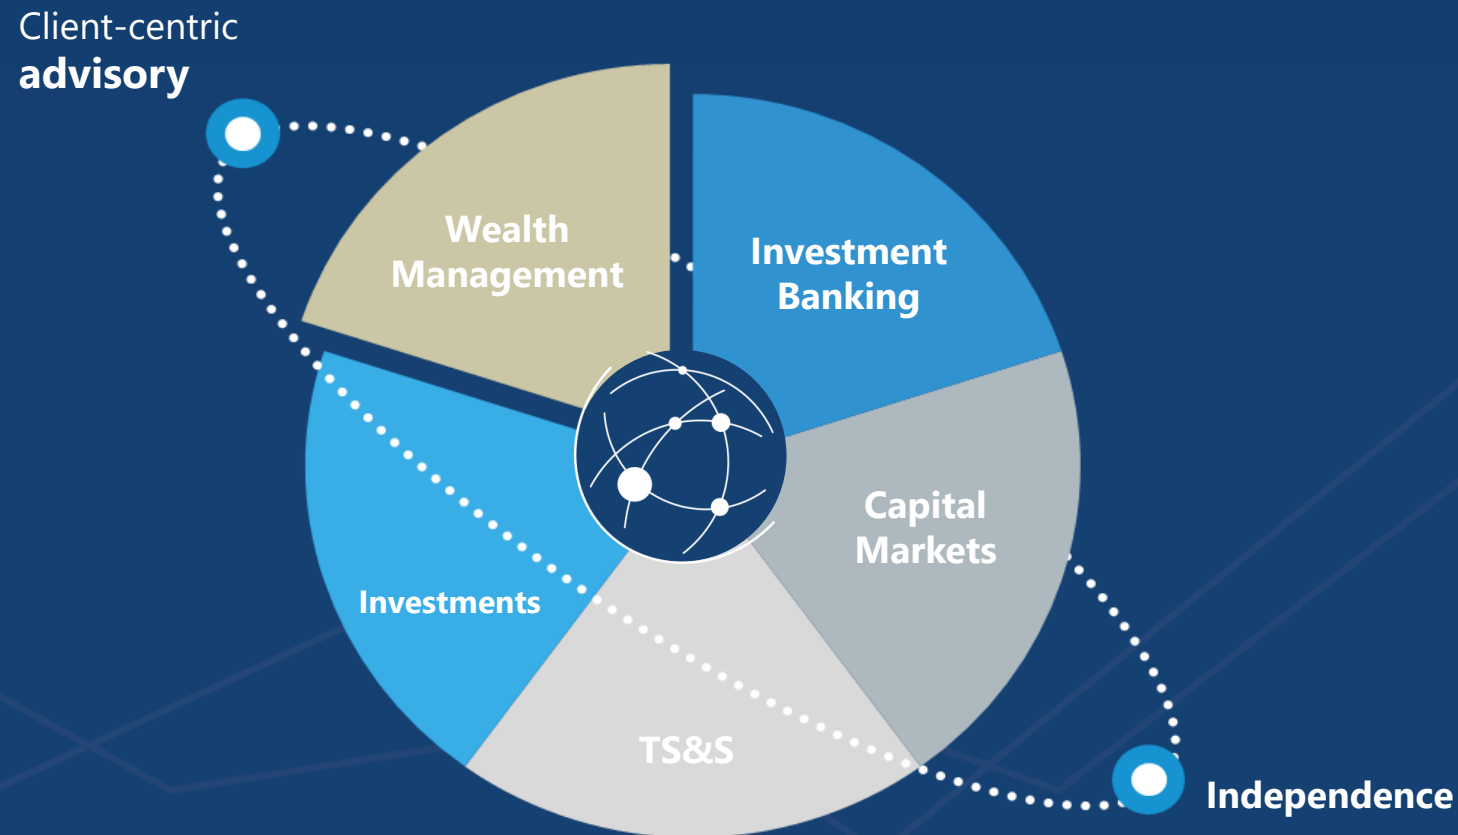 Client-centric
advisory
Wealth
Management
Investment
Banking
Capital
Markets
Investments
TS&S
Independence